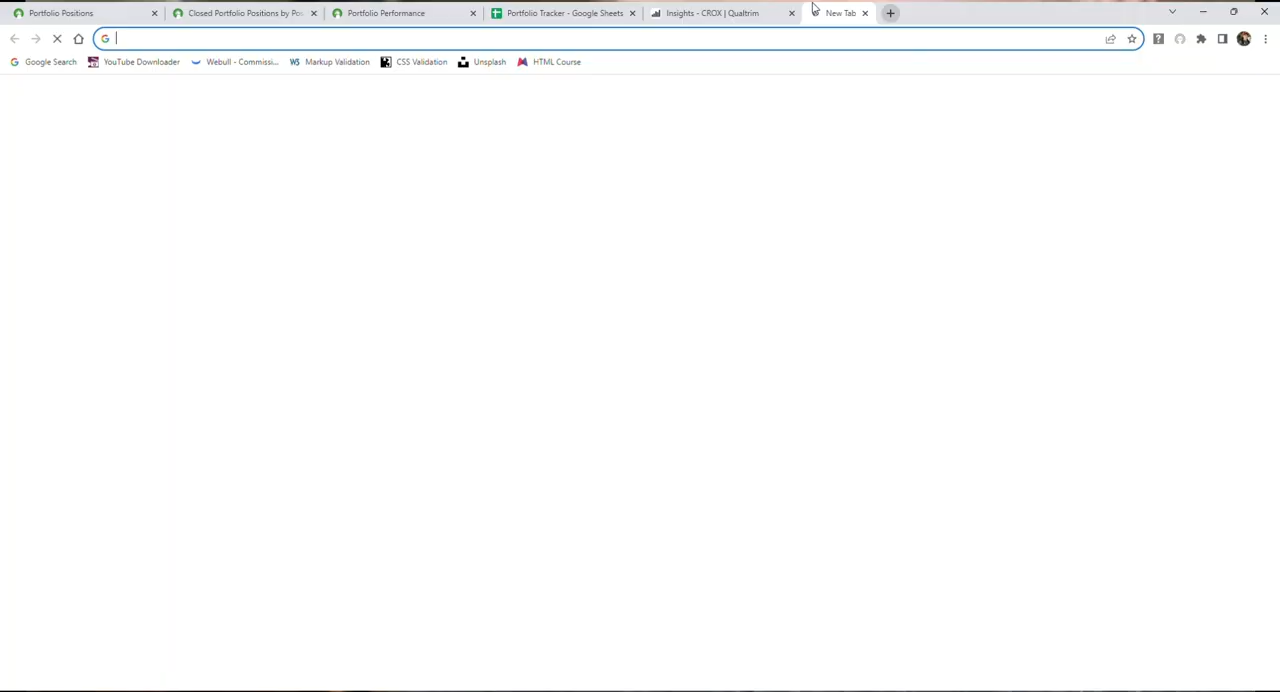 Portfolio Positions
Closed Portfolio Positions by Po
Portfolio Performance
Portfolio Tracker - Google Sheets
Insights - CROX | Qualtrim
New Tab
Google Search
YouTube Downloader
Webull - Commissi...
Markup Validation
CSS Validation
Unsplash
HTML Course